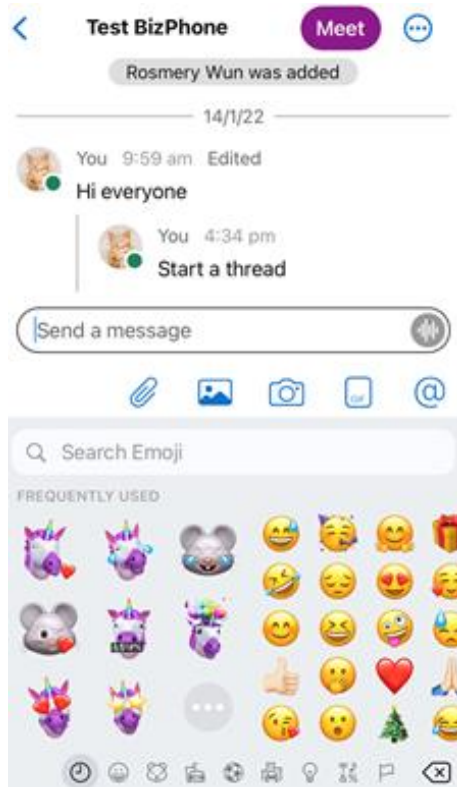 Test BizPhone
Meet
Rosmery Wun was added
14/1/22
You 9:59 am Edited
Hi everyone
You 4:34 pm
Start a thread
Send a message
GIF
@
Search Emoji
FREQUENTLY USED